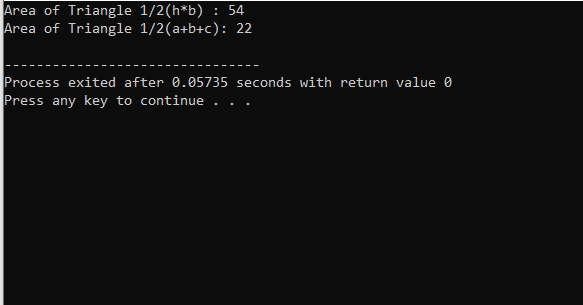 Area of Triangle 1/2(h*b) : 54
Area of Triangle 1/2(a+b+c): 22
--------------------------------
Process exited after 0.05735 seconds with return value 0
Press any key to continue . . .